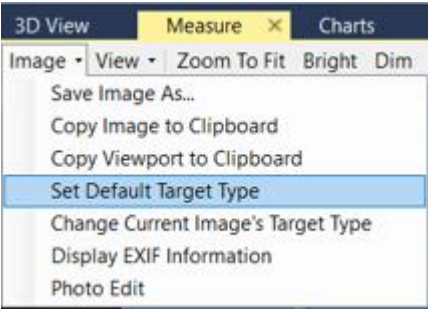 3D View Measure × Charts
Image View Zoom To Fit Bright Dim
Save Image As...
Copy Image to Clipboard
Copy Viewport to Clipboard
Set Default Target Type
Change Current Image's Target Type
Display EXIF Information
Photo Edit